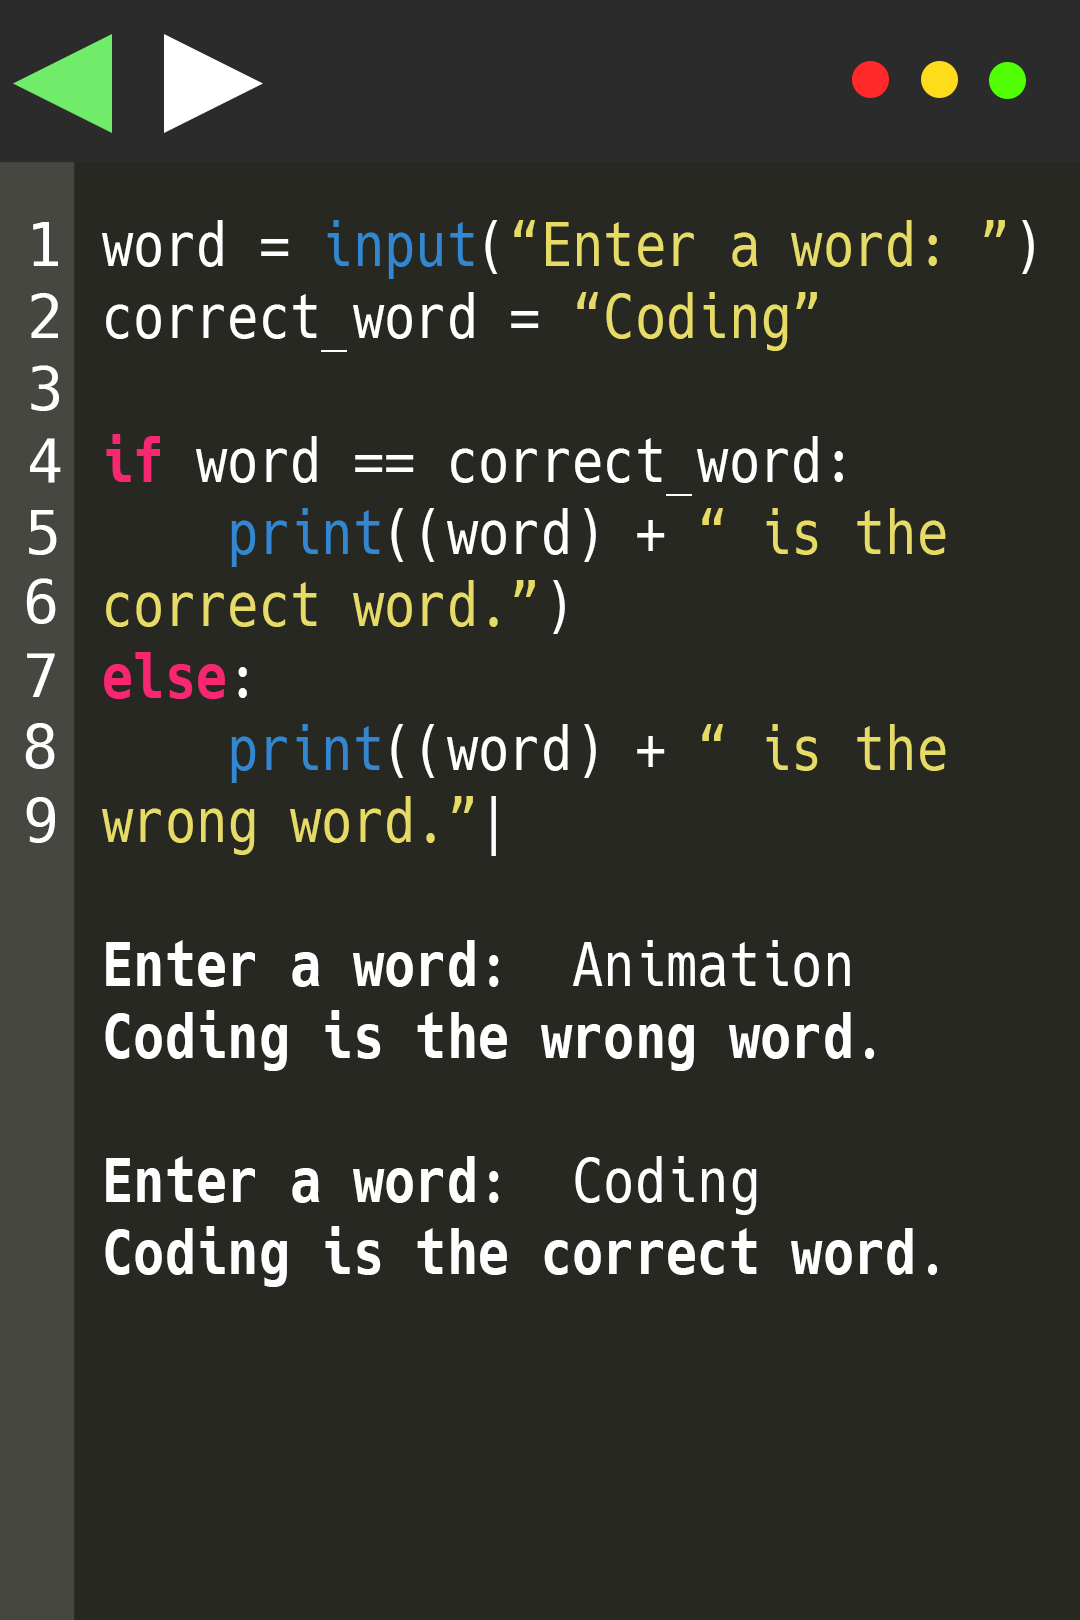 1 word = input(“Enter a word: ”)
2 correct_word = “Coding”
3
4 if word == correct_word:
5     print((word) + “ is the
6 correct word.”)
7 else:
8     print((word) + “ is the
9 wrong word.”|
Enter a word:  Animation
Coding is the wrong word.
Enter a word:  Coding
Coding is the correct word.